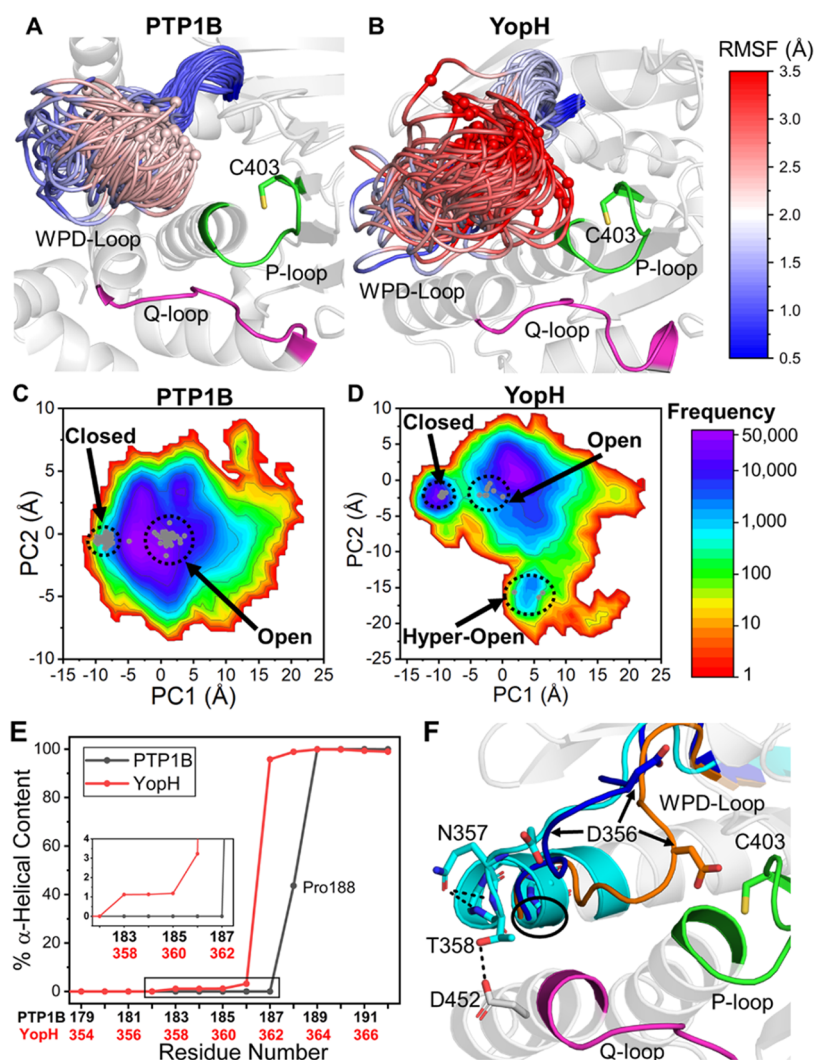 A PTP1B
B YopH
RMSF (Å)
3.5
3.0
2.5
2.0
1.5
1.0
0.5
C403
WPD-Loop
P-loop
Q-loop
C403
P-loop
WPD-Loop
Q-loop
C PTP1B
Closed
Open
10
5
0
-5
-10
PC2 (Å)
-15 -10 -5 0 5 10 15 20 25
PC1 (Å)
D YopH
Closed
Open
Hyper-Open
10
5
0
-5
-10
-15
-20
-25
PC2 (Å)
-15 -10 -5 0 5 10 15 20 25
PC1 (Å)
Frequency
50,000
10,000
1,000
100
10
1
E
PTP1B
YopH
100
80
60
40
20
0
% α-Helical Content
4
3
2
1
0
183 185 187
358 360 362
Pro188
PTP1B 179 181 183 185 187 189 191
YopH 354 356 358 360 362 364 366
Residue Number
F
WPD-Loop
N357
D356
C403
T358
D452
P-loop
Q-loop